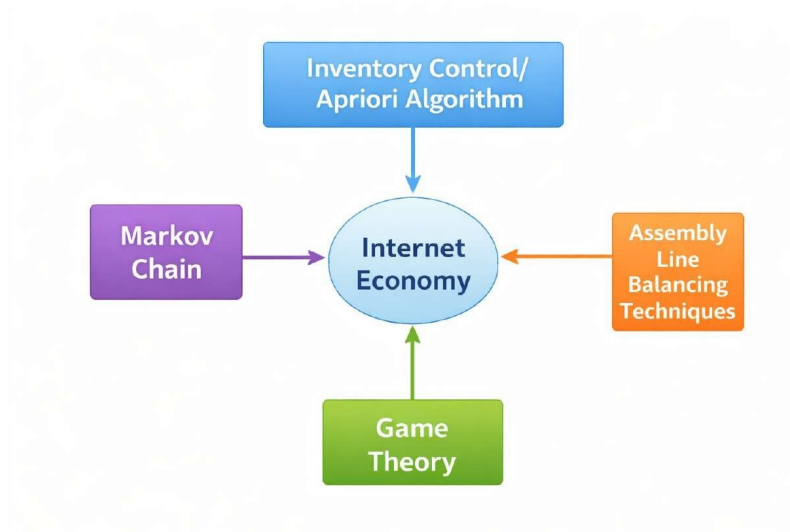 Inventory Control/
Apriori Algorithm
Markov
Chain
Internet
Economy
Assembly
Line
Balancing
Techniques
Game
Theory